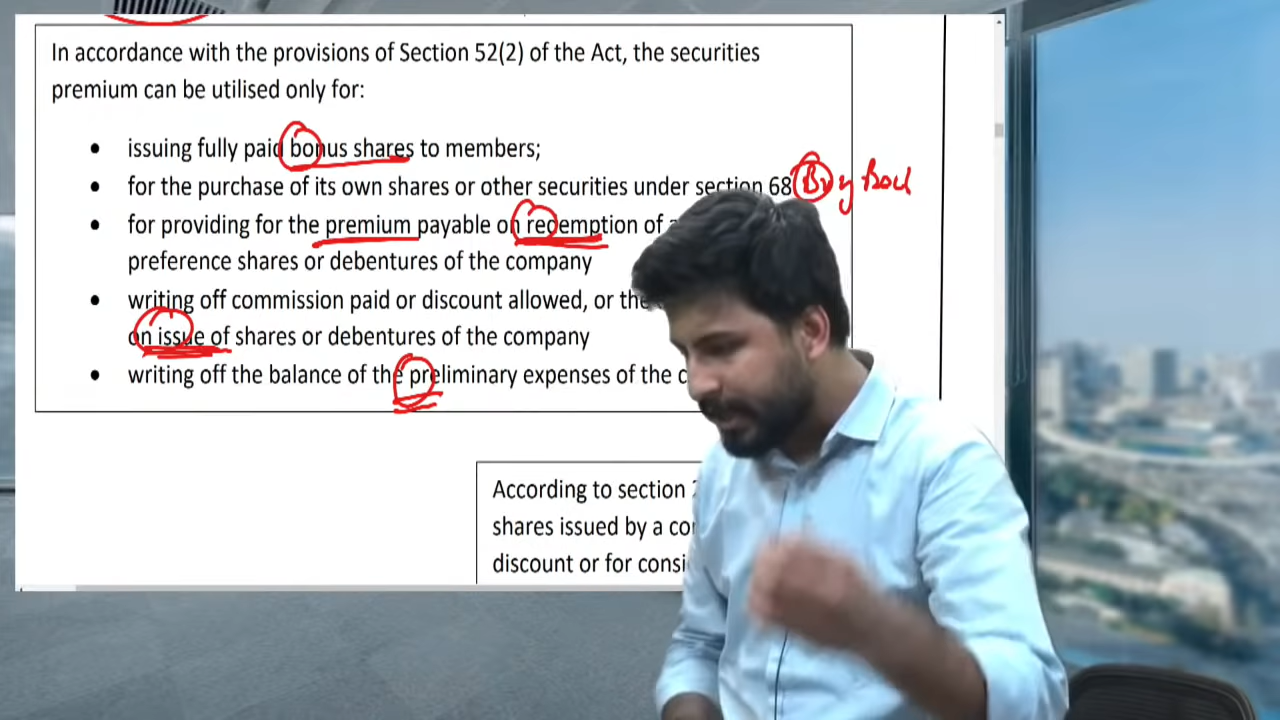 In accordance with the provisions of Section 52(2) of the Act, the securities
premium can be utilised only for:
• issuing fully paid bonus shares to members;
• for the purchase of its own shares or other securities under section 68 Buy Back
• for providing for the premium payable on redemption of
preference shares or debentures of the company
• writing off commission paid or discount allowed, or the
on issue of shares or debentures of the company
• writing off the balance of the preliminary expenses of the
According to section
shares issued by a
discount or for